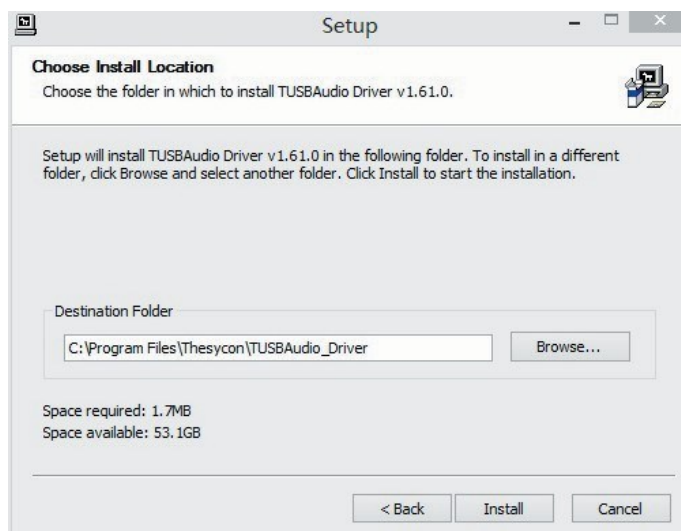 Setup
Choose Install Location
Choose the folder in which to install TUSBAudio Driver v1.61.0.
Setup will install TUSBAudio Driver v1.61.0 in the following folder. To install in a different
folder, click Browse and select another folder. Click Install to start the installation.
Destination Folder
C:\Program Files\Thesycon\TUSBAudio_Driver
Browse...
Space required: 1.7MB
Space available: 53.1GB
< Back Install Cancel